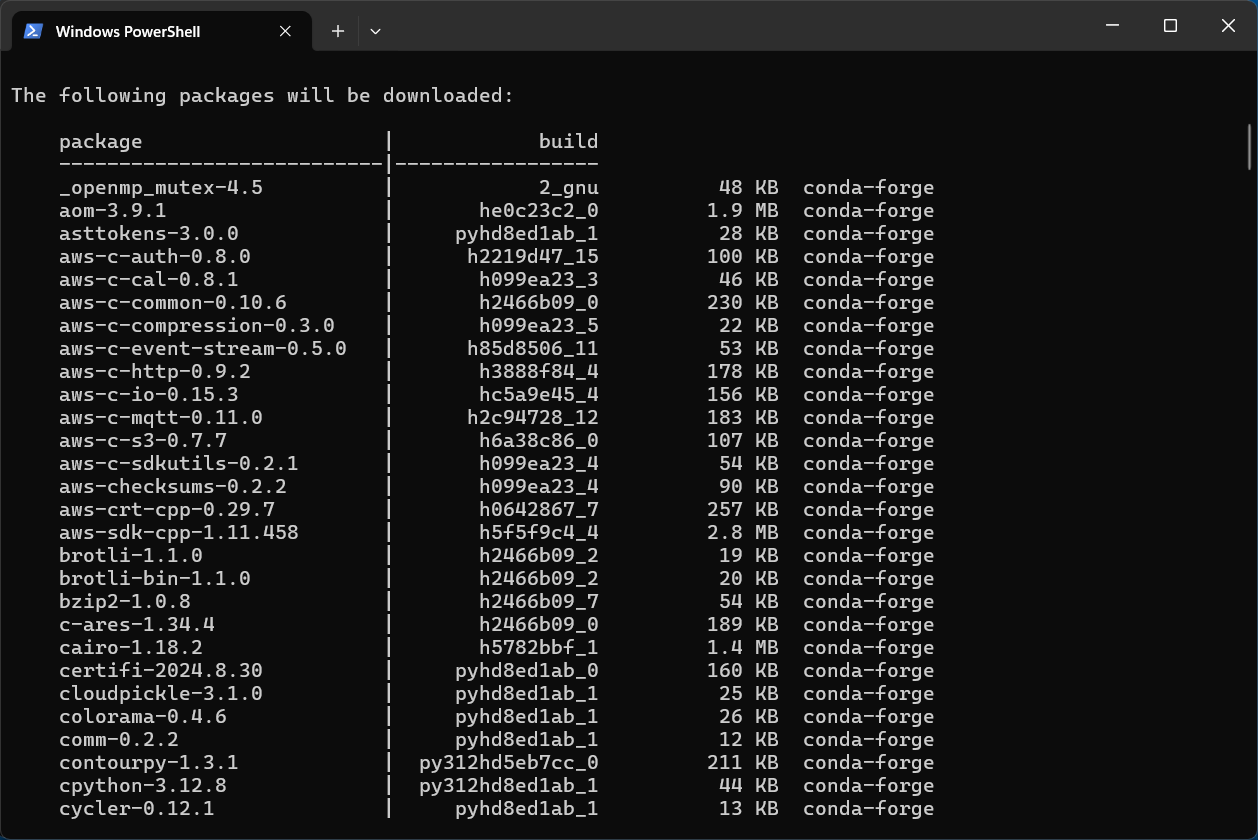 Windows PowerShell
The following packages will be downloaded:
package | build
---------------------------|-----------------
_openmp_mutex-4.5 | 2_gnu 48 KB conda-forge
aom-3.9.1 | he0c23c2_0 1.9 MB conda-forge
asttokens-3.0.0 | pyhd8ed1ab_1 28 KB conda-forge
aws-c-auth-0.8.0 | h2219d47_15 100 KB conda-forge
aws-c-cal-0.8.1 | h099ea23_3 46 KB conda-forge
aws-c-common-0.10.6 | h2466b09_0 230 KB conda-forge
aws-c-compression-0.3.0 | h099ea23_5 22 KB conda-forge
aws-c-event-stream-0.5.0 | h85d8506_11 53 KB conda-forge
aws-c-http-0.9.2 | h3888f84_4 178 KB conda-forge
aws-c-io-0.15.3 | hc5a9e45_4 156 KB conda-forge
aws-c-mqtt-0.11.0 | h2c94728_12 183 KB conda-forge
aws-c-s3-0.7.7 | h6a38c86_0 107 KB conda-forge
aws-c-sdkutils-0.2.1 | h099ea23_4 54 KB conda-forge
aws-checksums-0.2.2 | h099ea23_4 90 KB conda-forge
aws-crt-cpp-0.29.7 | h0642867_7 257 KB conda-forge
aws-sdk-cpp-1.11.458 | h5f5f9c4_4 2.8 MB conda-forge
brotli-1.1.0 | h2466b09_2 19 KB conda-forge
brotli-bin-1.1.0 | h2466b09_2 20 KB conda-forge
bzip2-1.0.8 | h2466b09_7 54 KB conda-forge
c-ares-1.34.4 | h2466b09_0 189 KB conda-forge
cairo-1.18.2 | h5782bbf_1 1.4 MB conda-forge
certifi-2024.8.30 | pyhd8ed1ab_0 160 KB conda-forge
cloudpickle-3.1.0 | pyhd8ed1ab_1 25 KB conda-forge
colorama-0.4.6 | pyhd8ed1ab_1 26 KB conda-forge
comm-0.2.2 | pyhd8ed1ab_1 12 KB conda-forge
contourpy-1.3.1 | py312hd5eb7cc_0 211 KB conda-forge
cpython-3.12.8 | py312hd8ed1ab_1 44 KB conda-forge
cycler-0.12.1 | pyhd8ed1ab_1 13 KB conda-forge